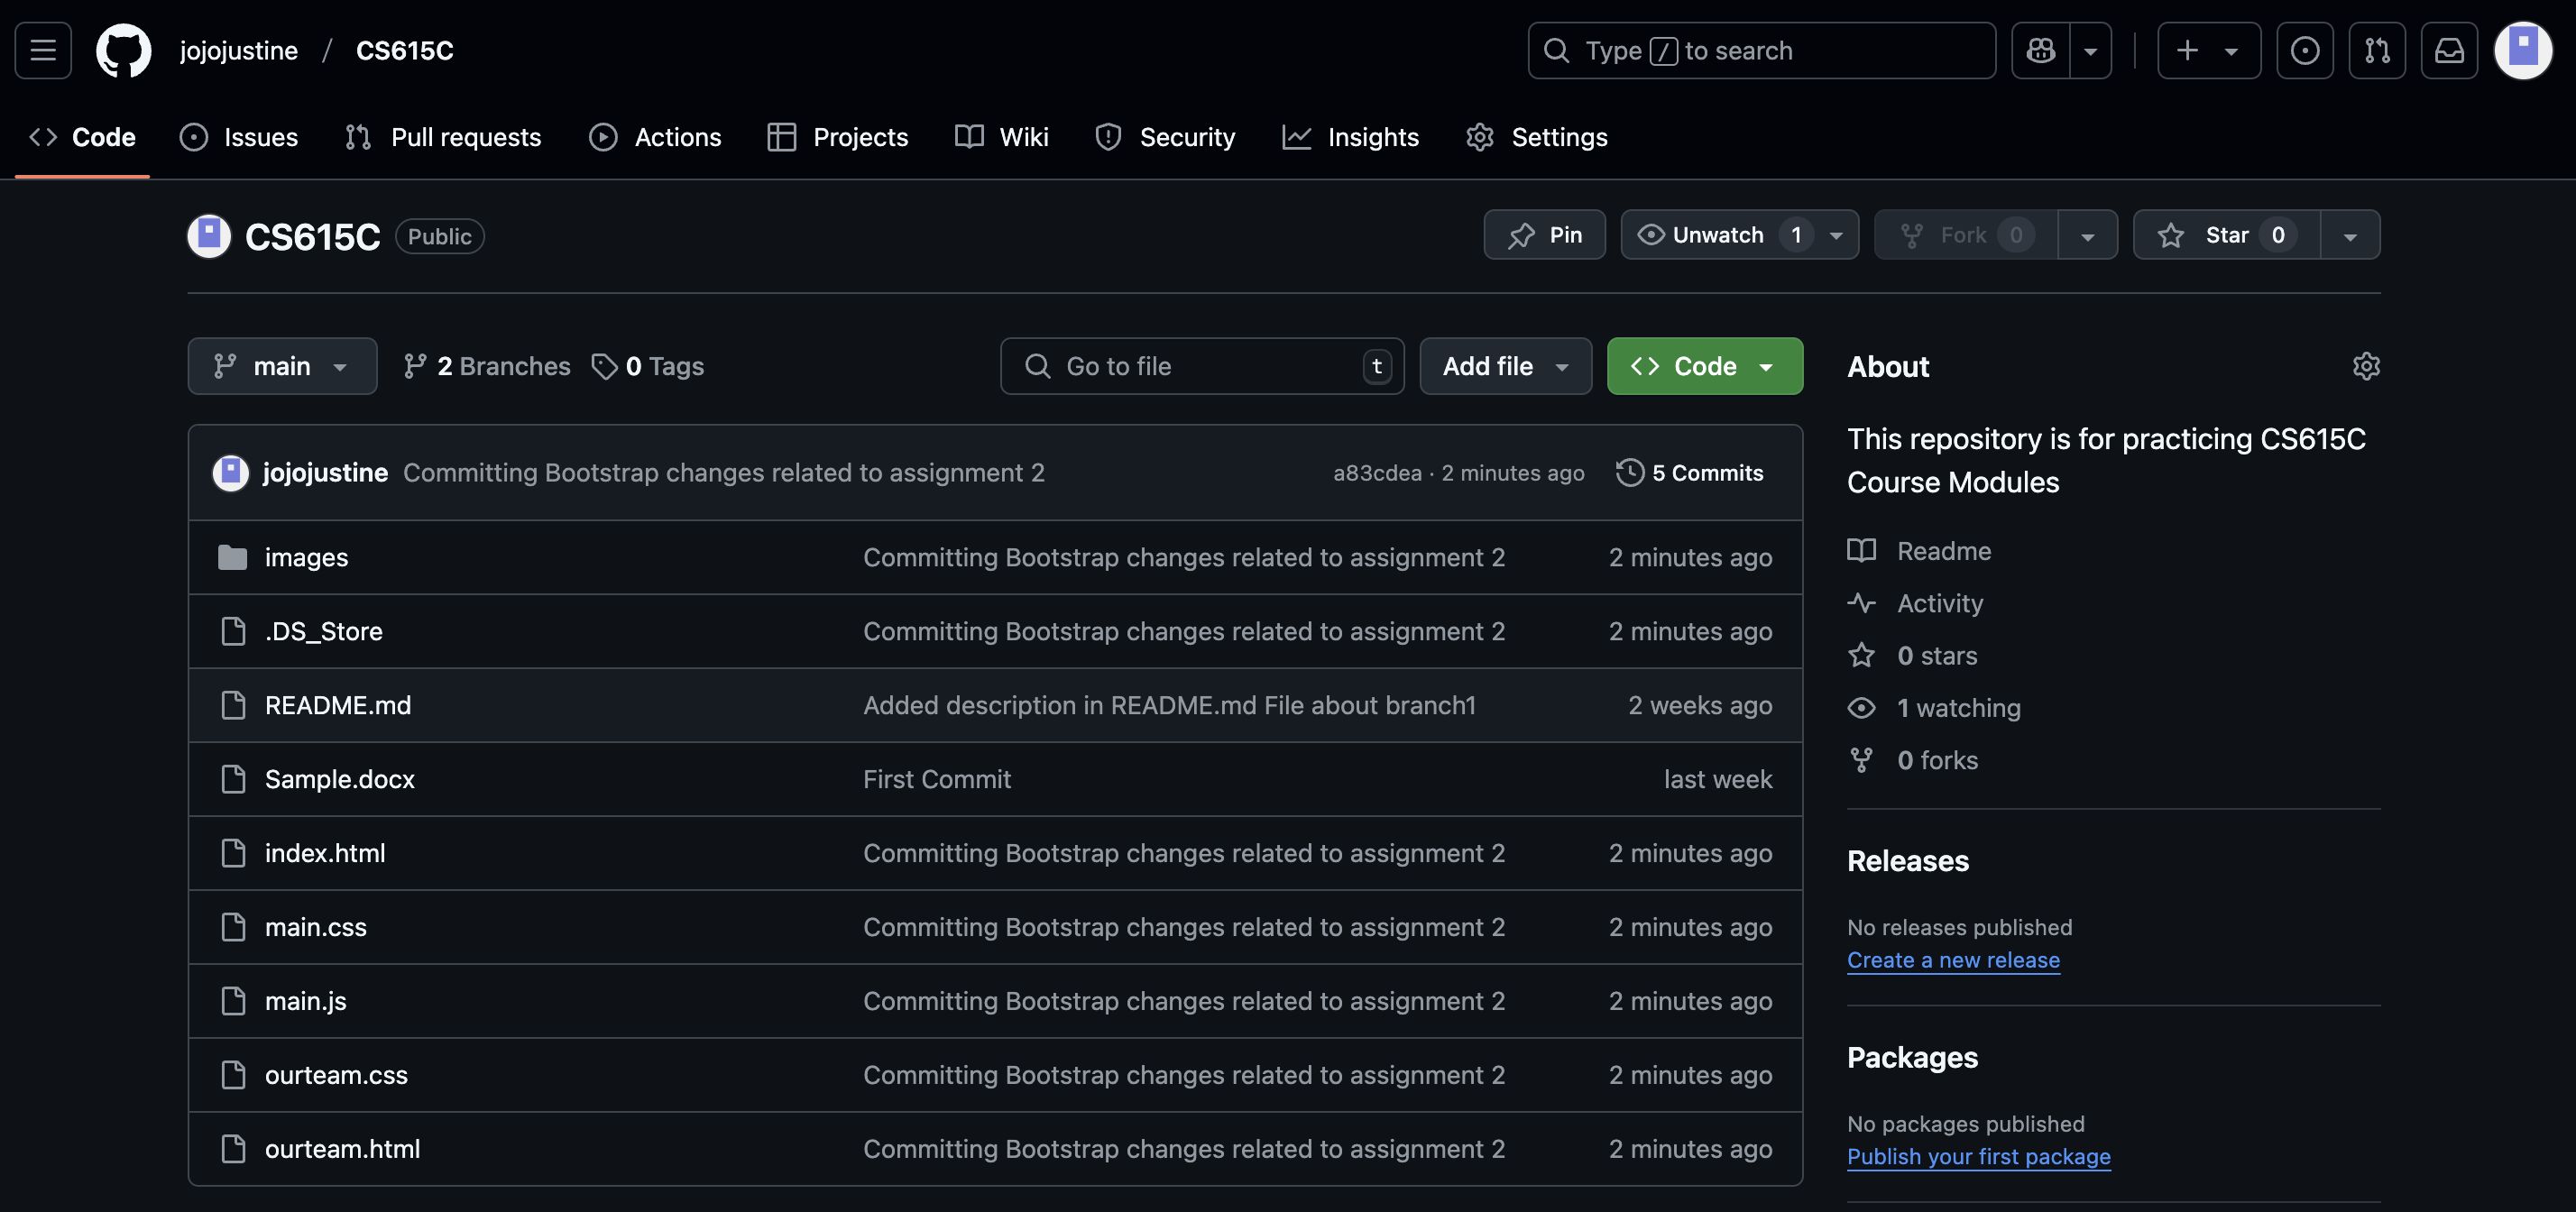 jojojustine / CS615C
Type / to search
Code Issues Pull requests Actions Projects Wiki Security Insights Settings
CS615C Public
Pin Unwatch 1 Fork 0 Star 0
main 2 Branches 0 Tags Go to file t Add file Code
jojojustine Committing Bootstrap changes related to assignment 2 a83cdea · 2 minutes ago 5 Commits
images Committing Bootstrap changes related to assignment 2 2 minutes ago
.DS_Store Committing Bootstrap changes related to assignment 2 2 minutes ago
README.md Added description in README.md File about branch1 2 weeks ago
Sample.docx First Commit last week
index.html Committing Bootstrap changes related to assignment 2 2 minutes ago
main.css Committing Bootstrap changes related to assignment 2 2 minutes ago
main.js Committing Bootstrap changes related to assignment 2 2 minutes ago
ourteam.css Committing Bootstrap changes related to assignment 2 2 minutes ago
ourteam.html Committing Bootstrap changes related to assignment 2 2 minutes ago
About
This repository is for practicing CS615C
Course Modules
Readme
Activity
0 stars
1 watching
0 forks
Releases
No releases published
Create a new release
Packages
No packages published
Publish your first package